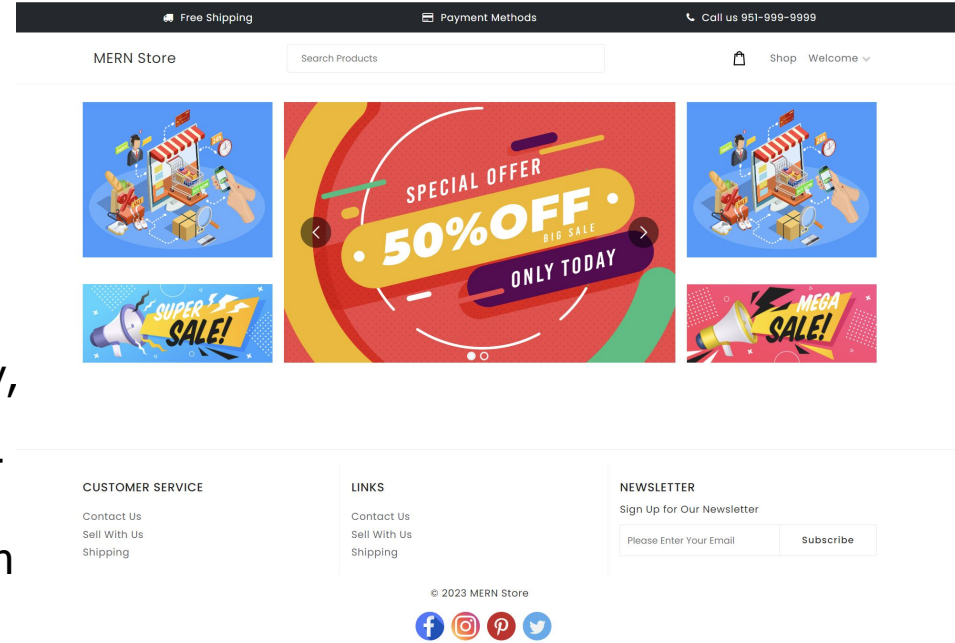 Free Shipping
Payment Methods
Call us 951-999-9999
MERN Store
Search Products
Shop
Welcome
SPECIAL OFFER
50%OFF
BIG SALE
ONLY TODAY
SUPER
SALE!
MEGA
SALE!
CUSTOMER SERVICE
Contact Us
Sell With Us
Shipping
LINKS
Contact Us
Sell With Us
Shipping
NEWSLETTER
Sign Up for Our Newsletter
Please Enter Your Email
Subscribe
© 2023 MERN Store